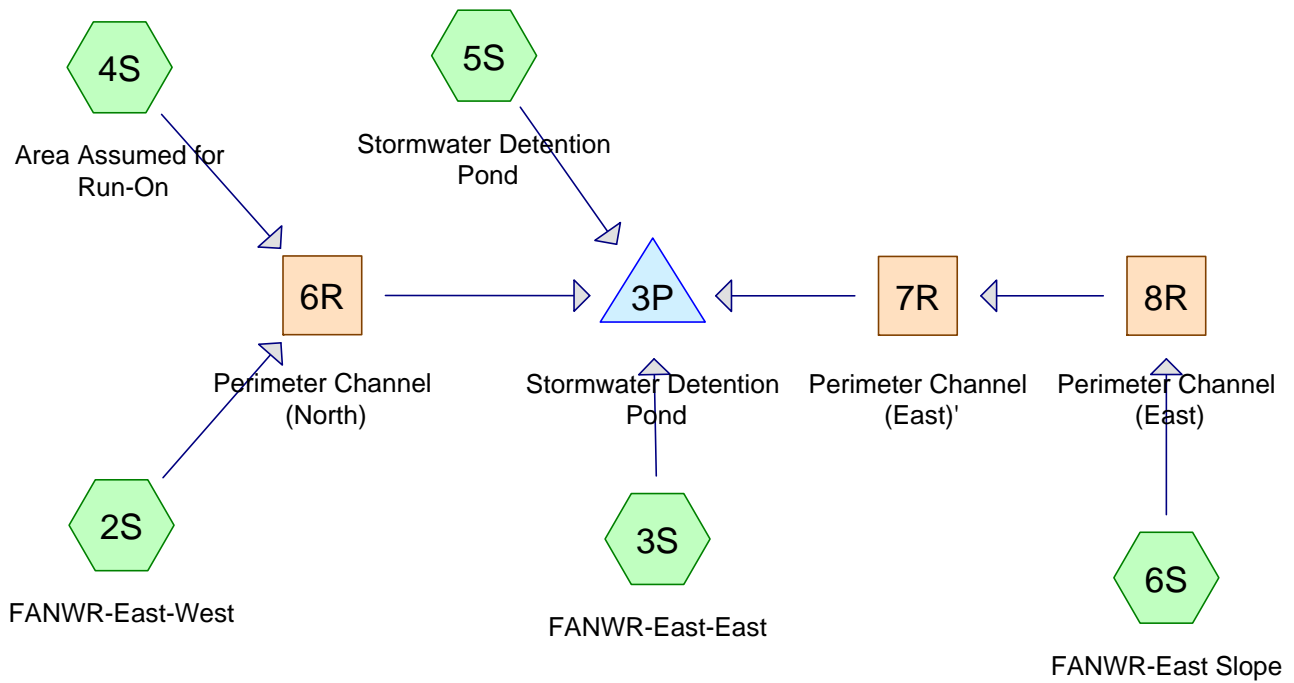 4S
5S
Area Assumed for
Run-On
Stormwater Detention
Pond
6R
3P
7R
8R
Perimeter Channel
(North)
Stormwater Detention
Pond
Perimeter Channel
(East)'
Perimeter Channel
(East)
2S
3S
6S
FANWR-East-West
FANWR-East-East
FANWR-East Slope